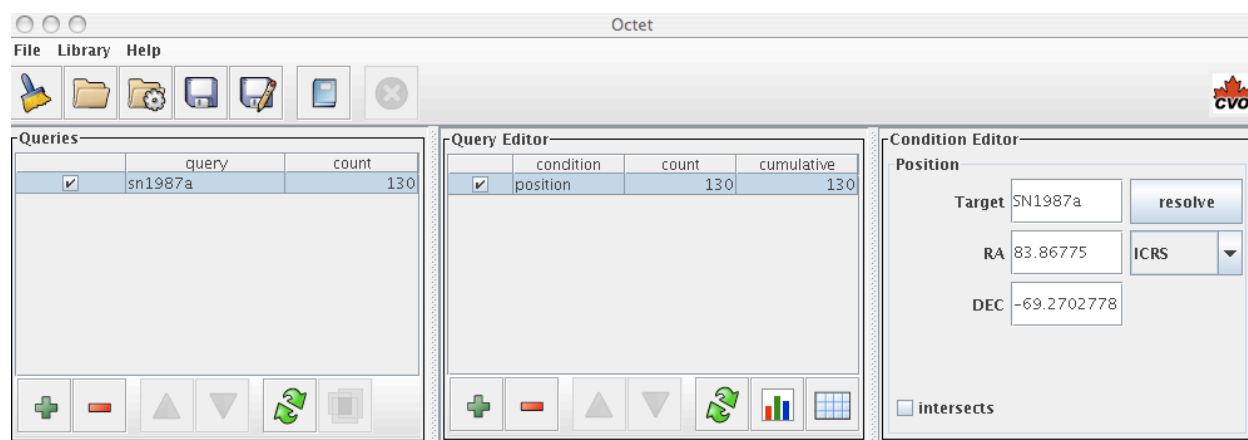 Octet
File Library Help
cvo
Queries
query count
sn1987a 130
Query Editor
condition count cumulative
position 130 130
Condition Editor
Position
Target SN1987a resolve
RA 83.86775 ICRS
DEC -69.2702778
intersects